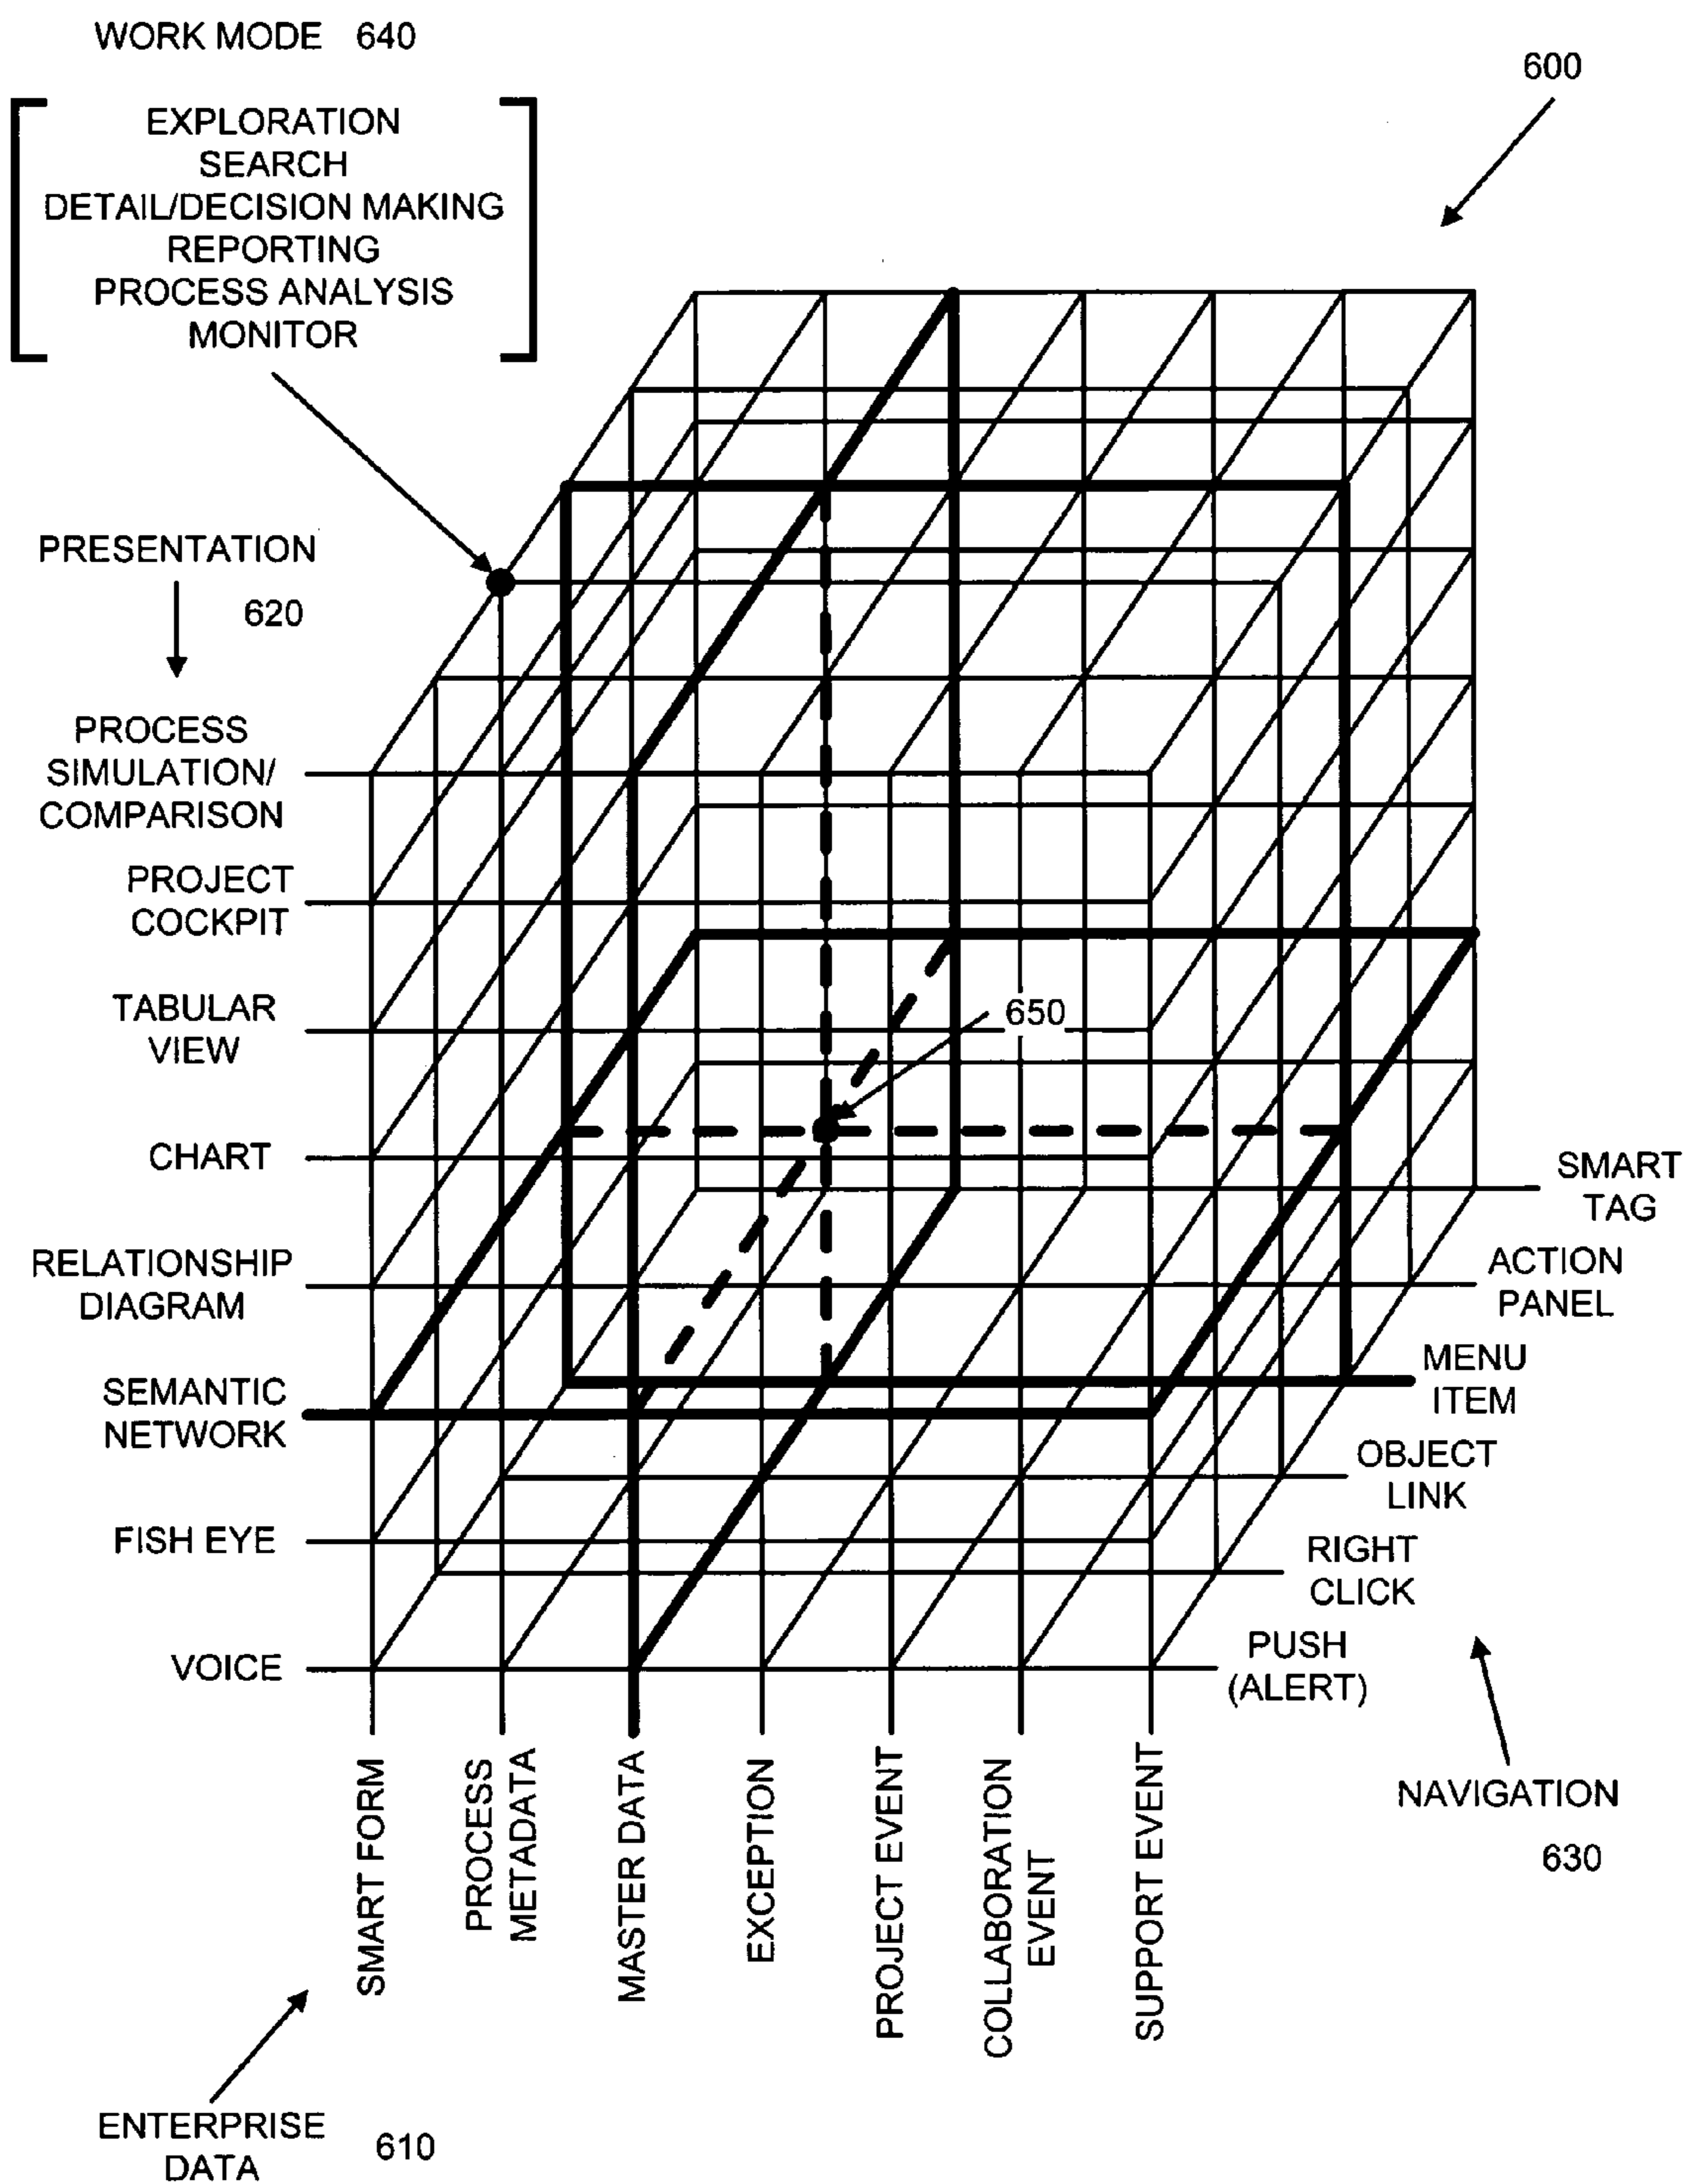 WORK MODE 640
EXPLORATION
SEARCH
DETAIL/DECISION MAKING
REPORTING
PROCESS ANALYSIS
MONITOR
600
PRESENTATION
620
PROCESS
SIMULATION/
COMPARISON
PROJECT
COCKPIT
TABULAR
VIEW
CHART
RELATIONSHIP
DIAGRAM
SEMANTIC
NETWORK
FISH EYE
VOICE
650
SMART
TAG
ACTION
PANEL
MENU
ITEM
OBJECT
LINK
RIGHT
CLICK
PUSH
(ALERT)
NAVIGATION
630
SMART FORM
PROCESS
METADATA
MASTER DATA
EXCEPTION
PROJECT EVENT
COLLABORATION
EVENT
SUPPORT EVENT
ENTERPRISE
DATA
610